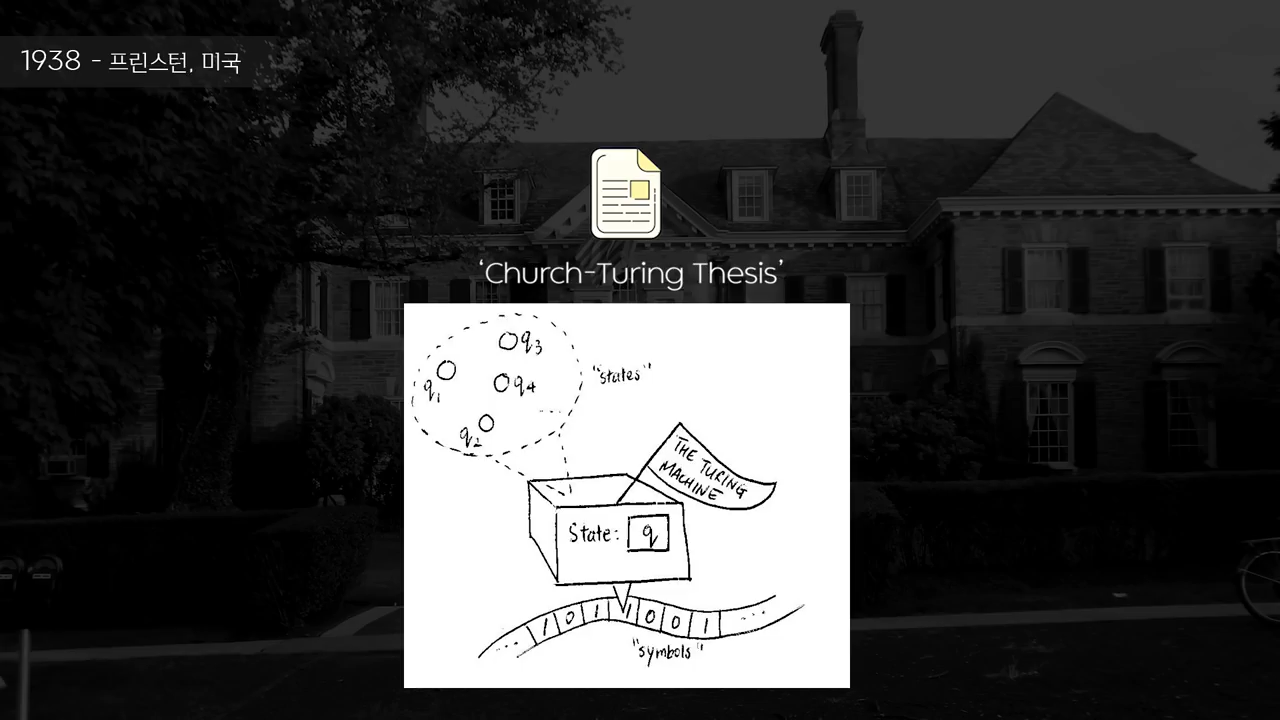 1938 - 프린스턴, 미국
‘Church-Turing Thesis’
q3
q1
q4
q2
"states"
THE TURING
MACHINE
State: q
... 1 0 1 1 0 0 1 ...
"symbols"